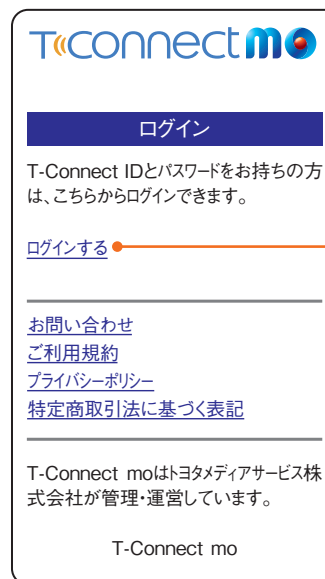 T-CONNECT mo
ログイン
T-Connect IDとパスワードをお持ちの方
は、こちらからログインできます。
ログインする
お問い合わせ
ご利用規約
プライバシーポリシー
特定商取引法に基づく表記
T-Connect moはトヨタメディアサービス株
式会社が管理・運営しています。
T-Connect mo